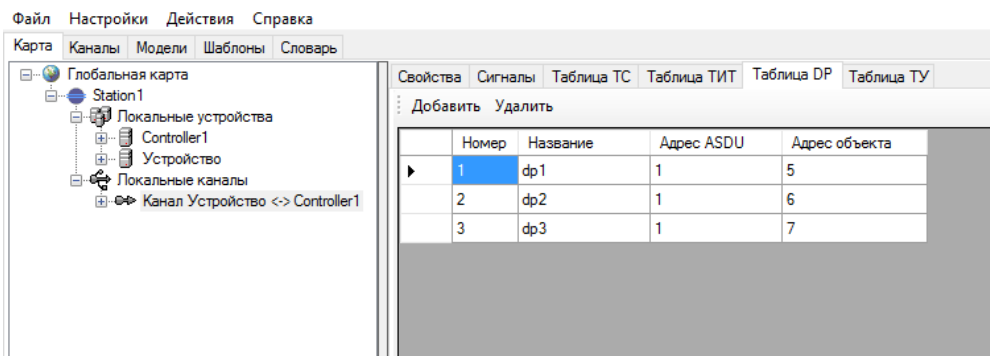 Файл Настройки Действия Справка
Карта Каналы Модели Шаблоны Словарь
Глобальная карта
Station1
Локальные устройства
Controller1
Устройство
Локальные каналы
Канал Устройство <-> Controller1
Свойства Сигналы Таблица ТС Таблица ТИТ Таблица DP Таблица ТУ
Добавить Удалить
Номер Название Адрес ASDU Адрес объекта
1 dp1 1 5
2 dp2 1 6
3 dp3 1 7